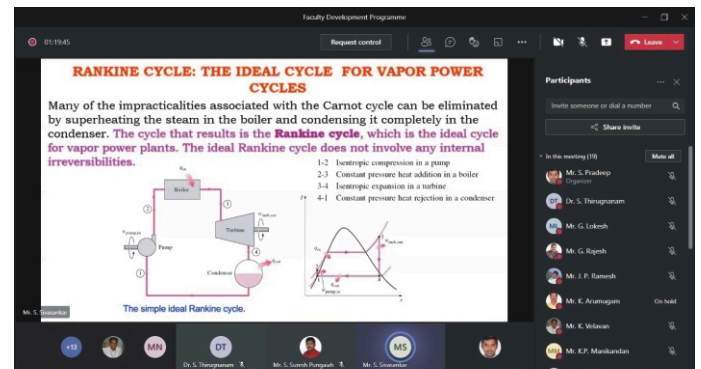 Faculty Development Programme
01:19:45
Request control
Leave
RANKINE CYCLE: THE IDEAL CYCLE FOR VAPOR POWER
CYCLES
Many of the impracticalities associated with the Carnot cycle can be eliminated
by superheating the steam in the boiler and condensing it completely in the
condenser. The cycle that results is the Rankine cycle, which is the ideal cycle
for vapor power plants. The ideal Rankine cycle does not involve any internal
irreversibilities.
1-2 Isentropic compression in a pump
2-3 Constant pressure heat addition in a boiler
3-4 Isentropic expansion in a turbine
4-1 Constant pressure heat rejection in a condenser
Boiler
Turbine
Pump
Condenser
The simple ideal Rankine cycle.
Mr. S. Sivasankar
Participants
Invite someone or dial a number
Share invite
In this meeting (19)
Mute all
Mr. S. Pradeep
Organizer
DT
Dr. S. Thirugnanam
ML
Mr. G. Lokesh
Mr. G. Rajesh
Mr. J. P. Ramesh
Mr. K. Arumugam
On hold
Mr. K. Velavan
MM
Mr. K.P. Manikandan
+13
MN
DT
MS
Dr. S. Thirugnanam
Mr. S. Suresh Pungaiah
Mr. S. Sivasankar